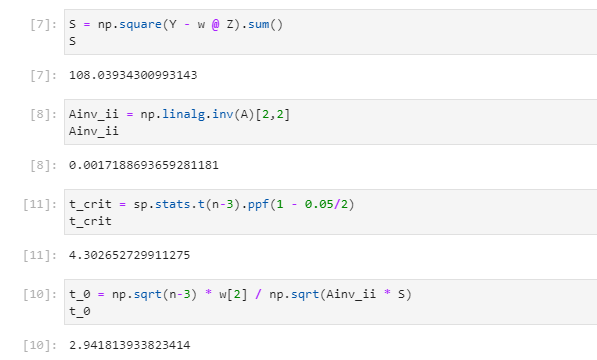 [7]: S = np.square(Y - w @ Z).sum()
S
[7]: 108.03934300993143
[8]: Ainv_ii = np.linalg.inv(A)[2,2]
Ainv_ii
[8]: 0.0017188693659281181
[11]: t_crit = sp.stats.t(n-3).ppf(1 - 0.05/2)
t_crit
[11]: 4.302652729911275
[10]: t_0 = np.sqrt(n-3) * w[2] / np.sqrt(Ainv_ii * S)
t_0
[10]: 2.941813933823414